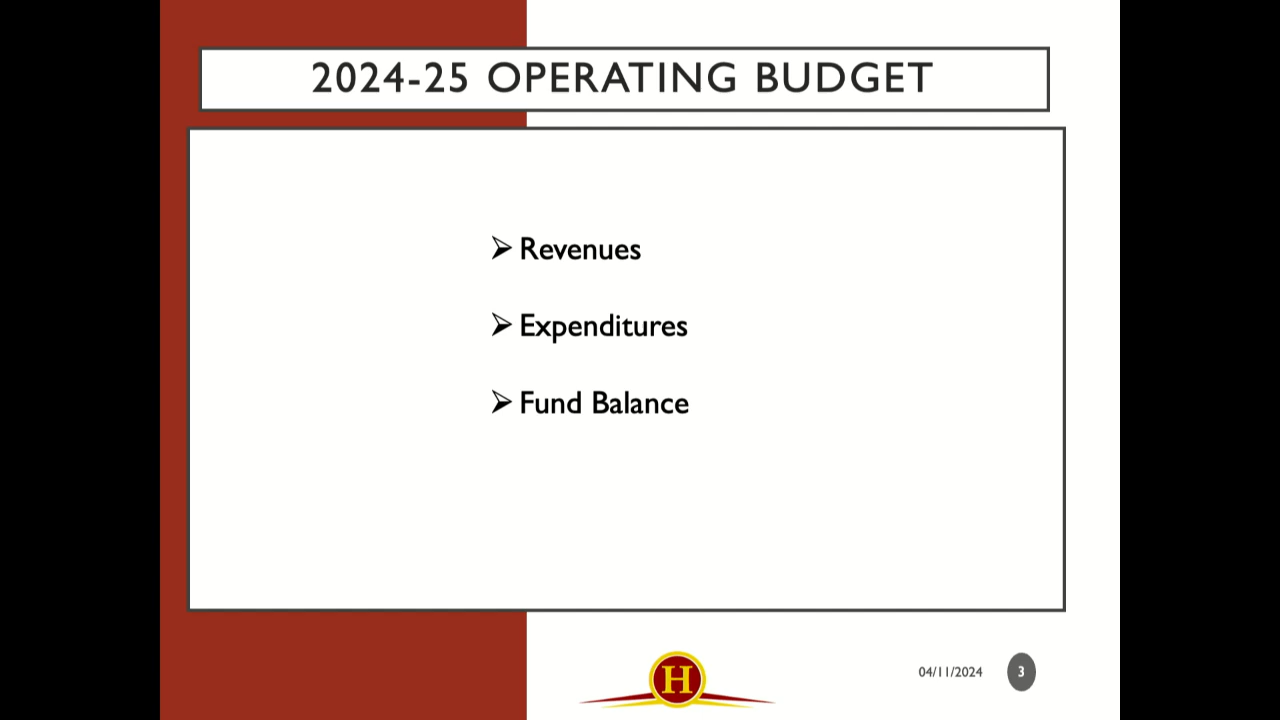 2024-25 OPERATING BUDGET
➢ Revenues
➢ Expenditures
➢ Fund Balance
H
04/11/2024
3